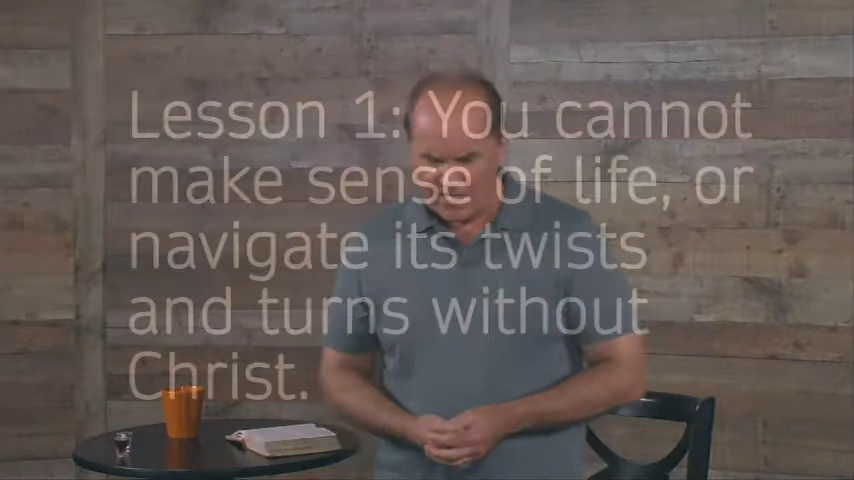 Lesson 1: You cannot
make sense of life, or
navigate its twists
and turns without
Christ.